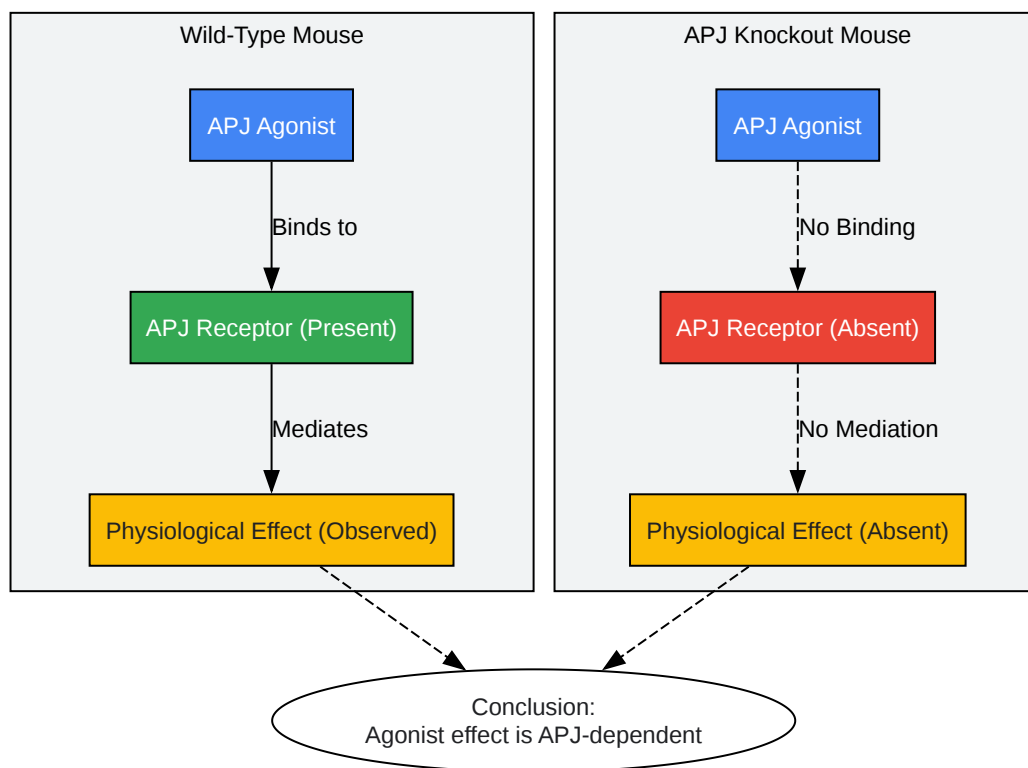 Wild-Type Mouse
APJ Agonist
Binds to
APJ Receptor (Present)
Mediates
Physiological Effect (Observed)
APJ Knockout Mouse
APJ Agonist
No Binding
APJ Receptor (Absent)
No Mediation
Physiological Effect (Absent)
Conclusion:
Agonist effect is APJ-dependent